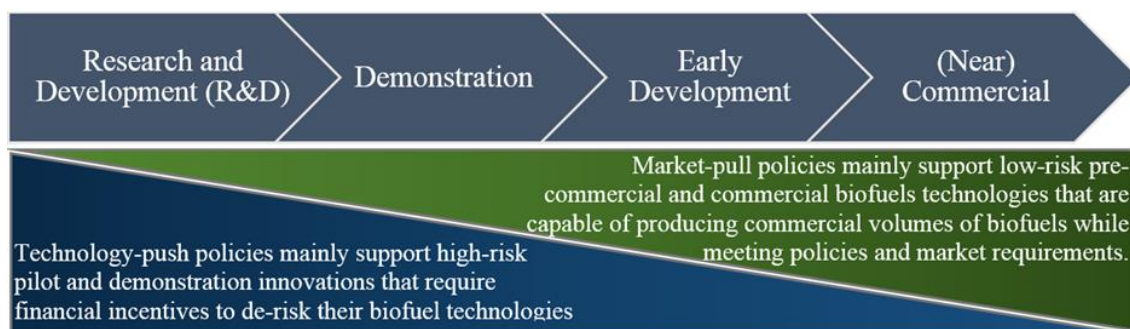 Research and
Development (R&D)
Demonstration
Early
Development
(Near)
Commercial
Market-pull policies mainly support low-risk pre-
commercial and commercial biofuels technologies that are
capable of producing commercial volumes of biofuels while
meeting policies and market requirements.
Technology-push policies mainly support high-risk
pilot and demonstration innovations that require
financial incentives to de-risk their biofuel technologies